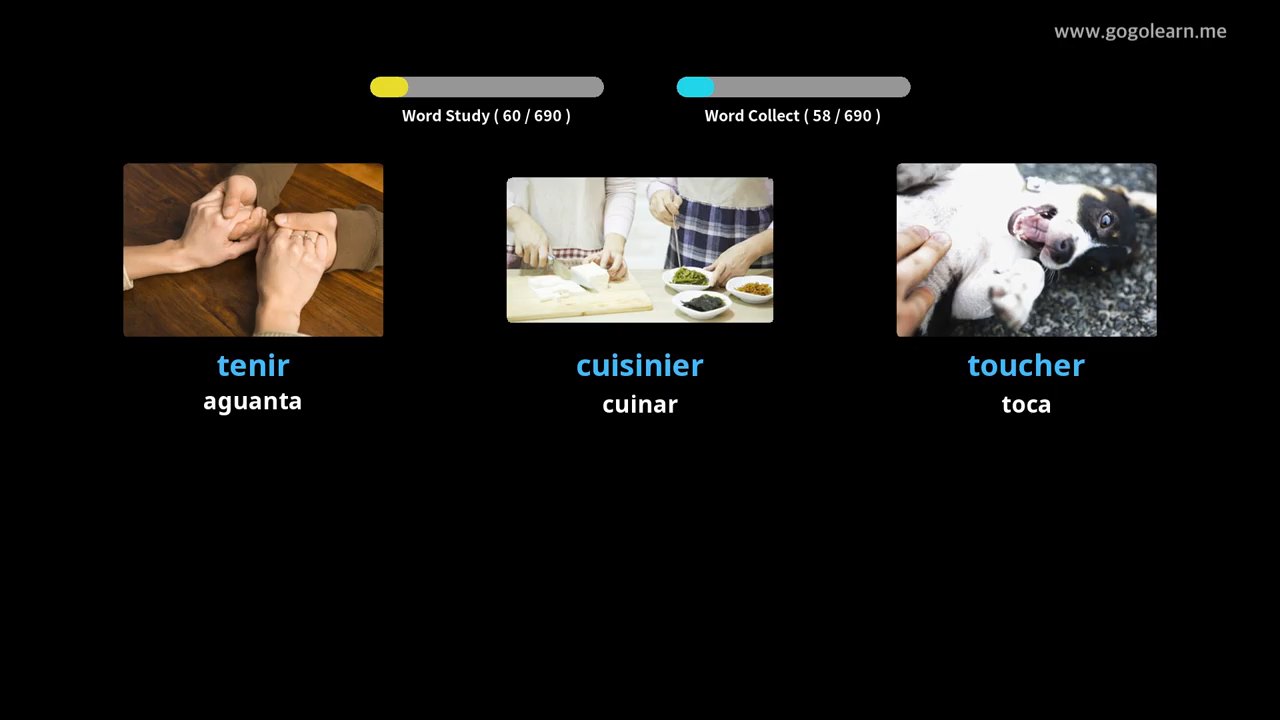 www.gogolearn.me
Word Study ( 60 / 690 )
Word Collect ( 58 / 690 )
tenir
aguanta
cuisinier
cuinar
toucher
toca